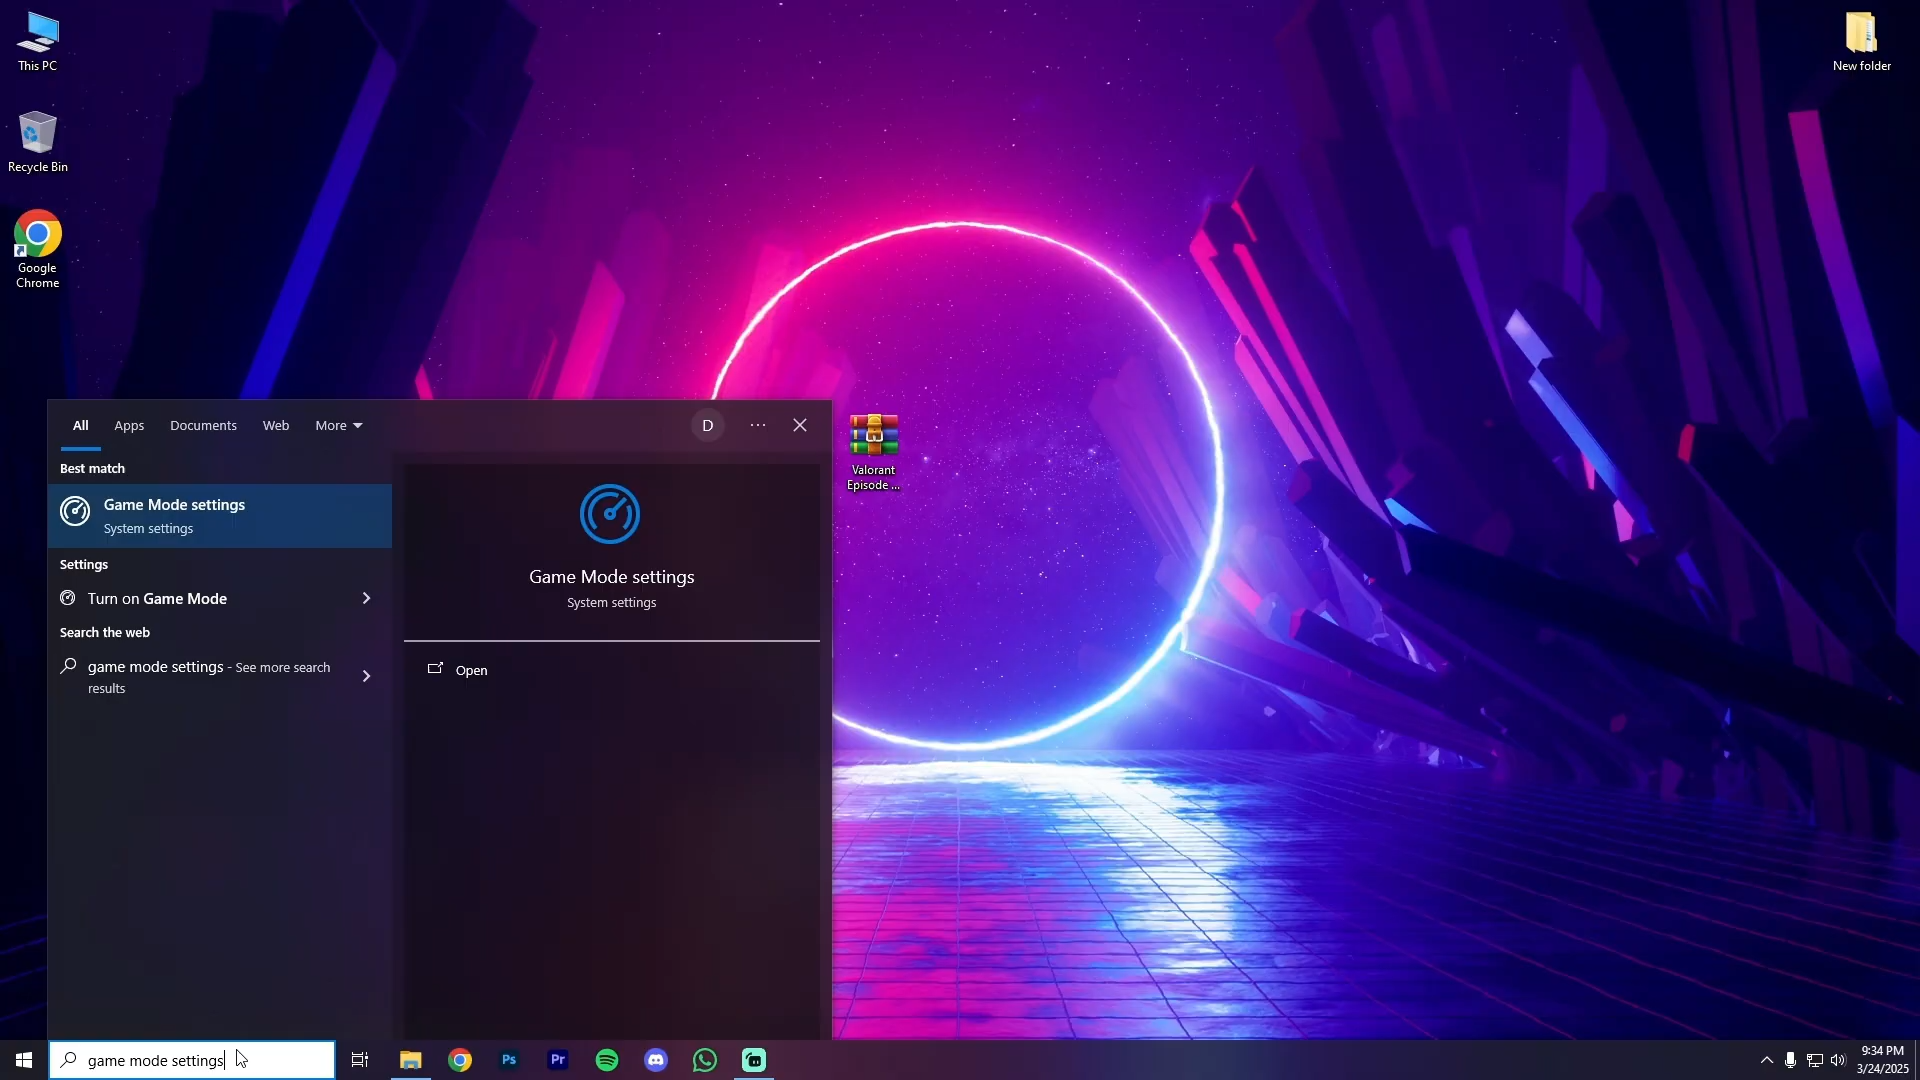 This PC
Recycle Bin
Google
Chrome
New folder
Valorant
Episode ...
All Apps Documents Web More D ···
Best match
Game Mode settings
System settings
Settings
Turn on Game Mode
Search the web
game mode settings - See more search
results
Game Mode settings
System settings
Open
game mode settings
Ps Pr
9:34 PM
3/24/2025